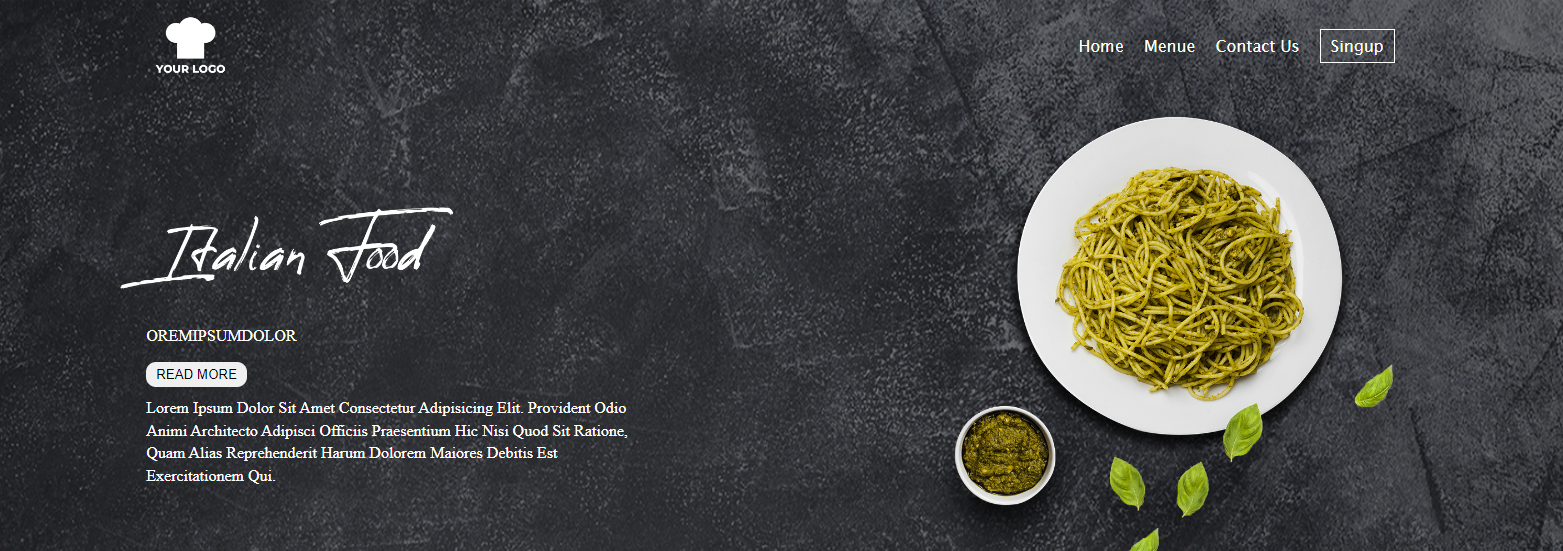 YOUR LOGO
Home Menue Contact Us Singup
Italian Food
OREMIPSUMDOLOR
READ MORE
Lorem Ipsum Dolor Sit Amet Consectetur Adipisicing Elit. Provident Odio
Animi Architecto Adipisci Officiis Praesentium Hic Nisi Quod Sit Ratione,
Quam Alias Reprehenderit Harum Dolorem Maiores Debitis Est
Exercitationem Qui.